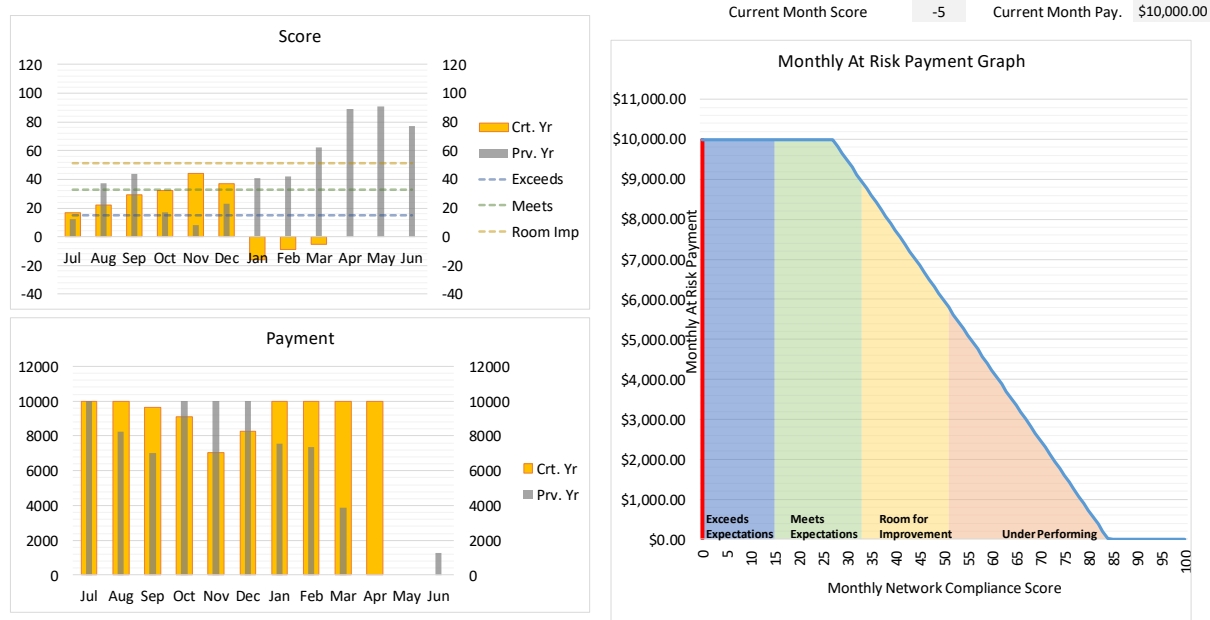 Current Month Score -5 Current Month Pay. $10,000.00
Score
120 120
100 100
80 80
60 60
40 40
20 20
0 0
-20 -20
-40 -40
Jul Aug Sep Oct Nov Dec Jan Feb Mar Apr May Jun
Crt. Yr
Prv. Yr
Exceeds
Meets
Room Imp
Payment
12000 12000
10000 10000
8000 8000
6000 6000
4000 4000
2000 2000
0 0
Jul Aug Sep Oct Nov Dec Jan Feb Mar Apr May Jun
Crt. Yr
Prv. Yr
Monthly At Risk Payment Graph
Monthly At Risk Payment
$11,000.00
$10,000.00
$9,000.00
$8,000.00
$7,000.00
$6,000.00
$5,000.00
$4,000.00
$3,000.00
$2,000.00
$1,000.00
$0.00
Exceeds
Expectations
Meets
Expectations
Room for
Improvement
Under Performing
0 5 10 15 20 25 30 35 40 45 50 55 60 65 70 75 80 85 90 95 100
Monthly Network Compliance Score